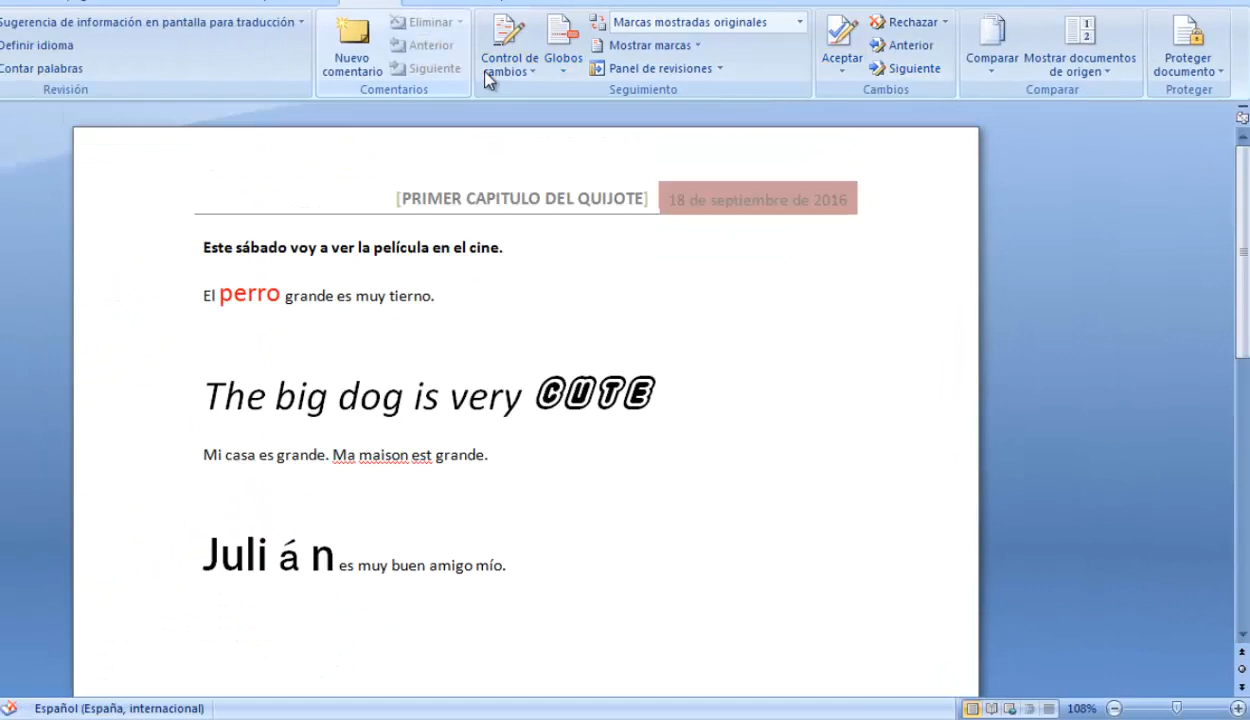 Sugerencia de información en pantalla para traducción
Definir idioma
Contar palabras
Revisión
Nuevo comentario
Eliminar
Anterior
Siguiente
Comentarios
Control de cambios
Globos
Marcas mostradas originales
Mostrar marcas
Panel de revisiones
Seguimiento
Aceptar
Rechazar
Anterior
Siguiente
Cambios
Comparar
Mostrar documentos de origen
1
2
Comparar
Proteger documento
Proteger
[PRIMER CAPITULO DEL QUIJOTE] 18 de septiembre de 2016
Este sábado voy a ver la película en el cine.
El perro grande es muy tierno.
The big dog is very CUTE
Mi casa es grande. Ma maison est grande.
Juli á n es muy buen amigo mío.
Español (España, internacional)
108%